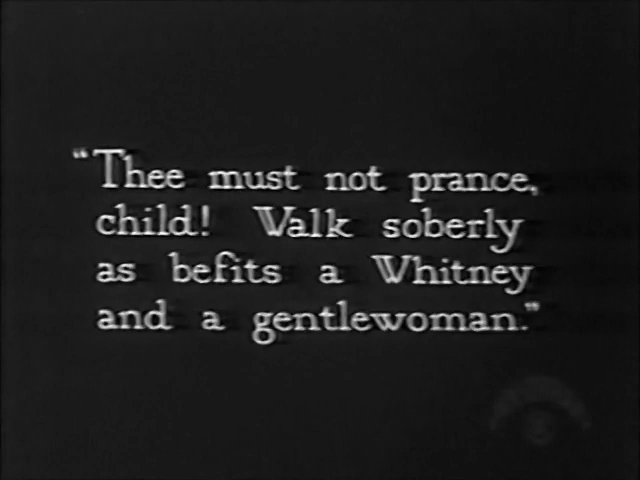 "Thee must not prance,
child! Walk soberly
as befits a Whitney
and a gentlewoman."